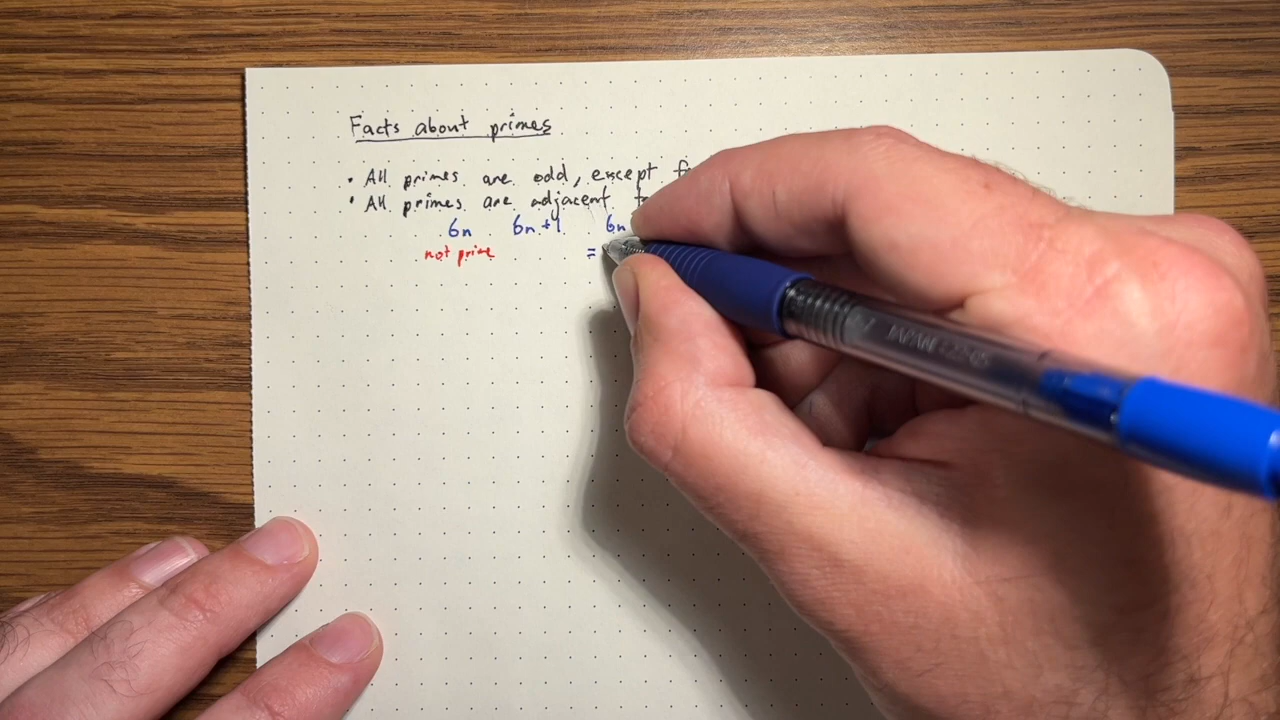 Facts about primes
• All primes are odd, except
• All primes are adjacent
6n 6n+1 6n
not prime =